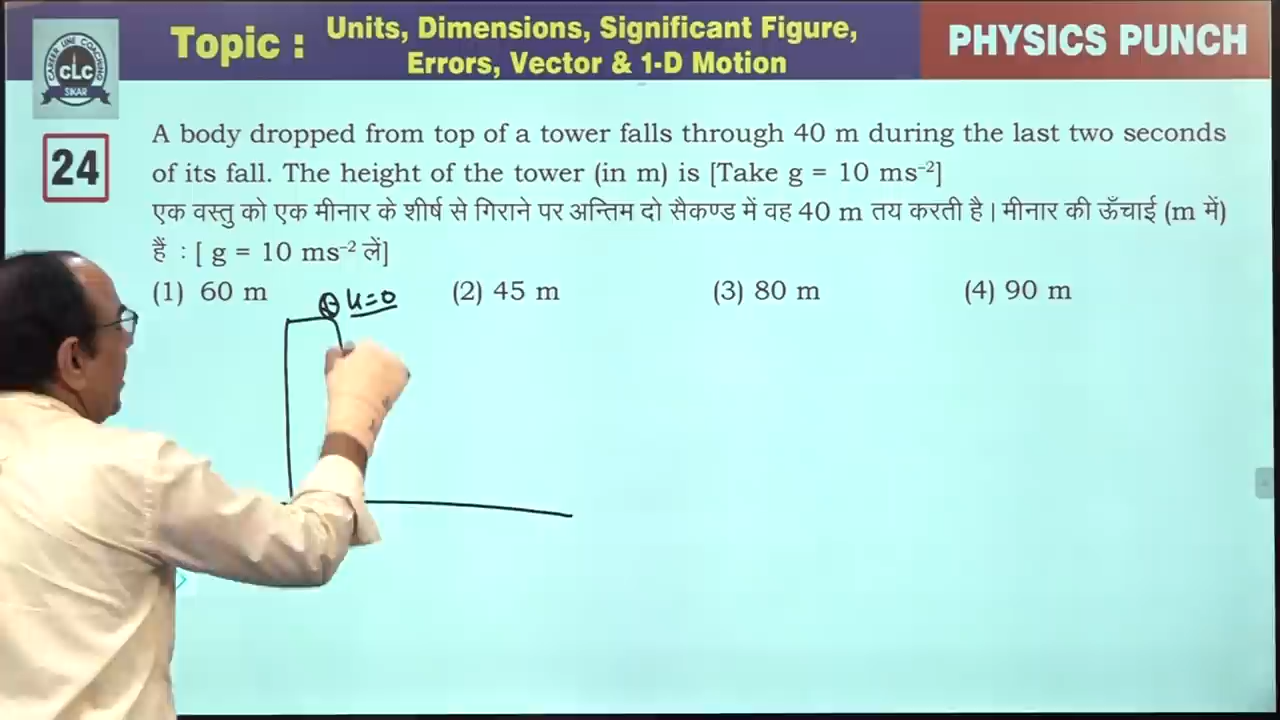 Topic :
Units, Dimensions, Significant Figure,
Errors, Vector & 1-D Motion
PHYSICS PUNCH
CAREER LINE COACHING
CLC
SIKAR
24
A body dropped from top of a tower falls through 40 m during the last two seconds
of its fall. The height of the tower (in m) is [Take g = 10 ms⁻²]
एक वस्तु को एक मीनार के शीर्ष से गिराने पर अन्तिम दो सैकण्ड में वह 40 m तय करती है। मीनार की ऊँचाई (m में)
हैं : [ g = 10 ms⁻² लें]
(1) 60 m (2) 45 m (3) 80 m (4) 90 m
u=0